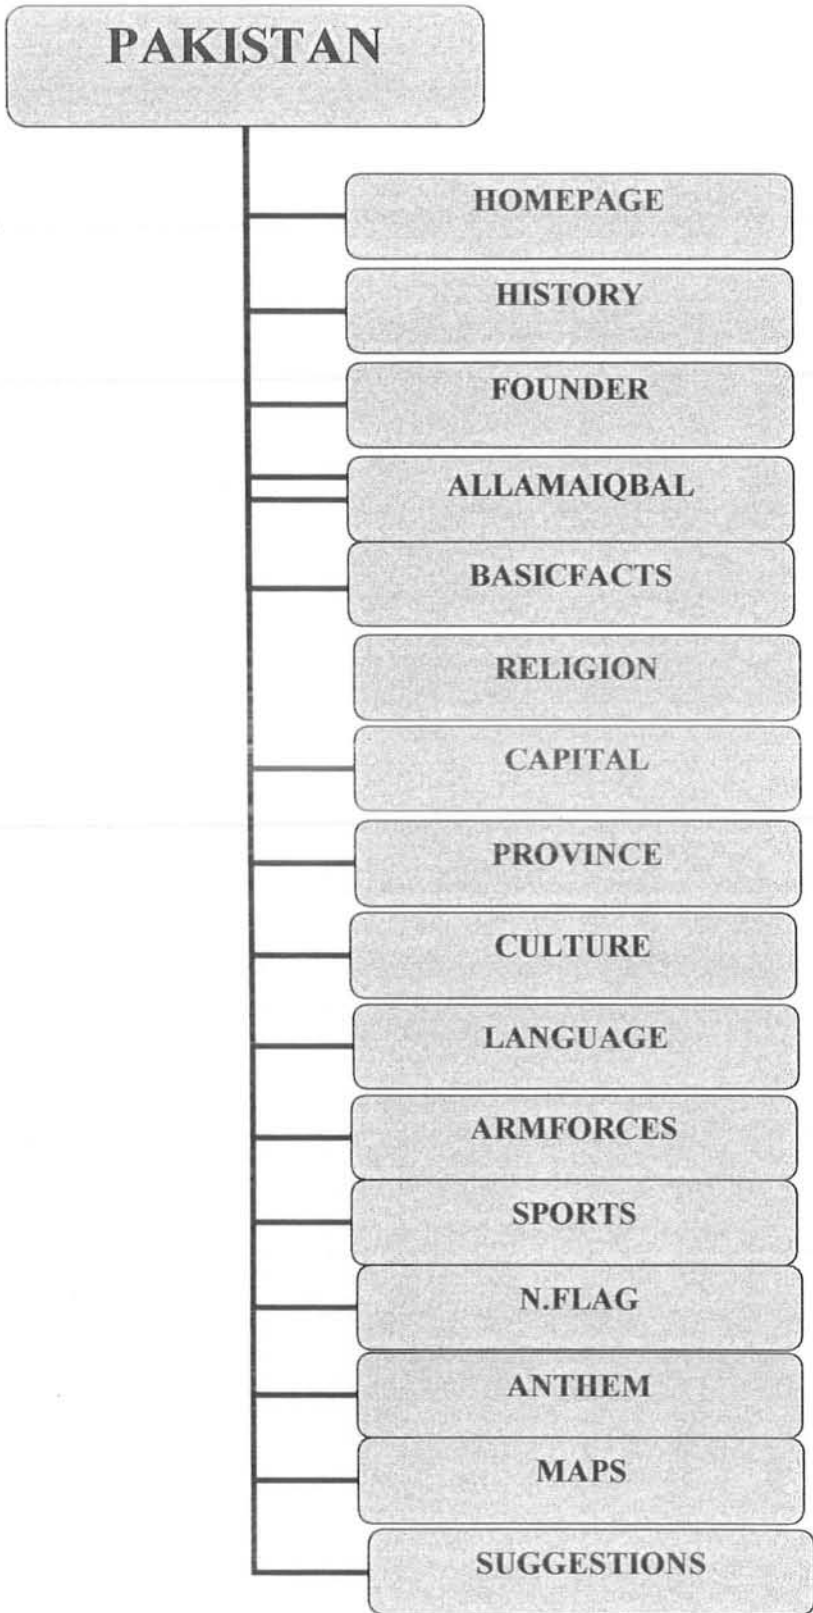 PAKISTAN
HOMEPAGE
HISTORY
FOUNDER
ALLAMAIQBAL
BASICFACTS
RELIGION
CAPITAL
PROVINCE
CULTURE
LANGUAGE
ARMFORCES
SPORTS
N.FLAG
ANTHEM
MAPS
SUGGESTIONS